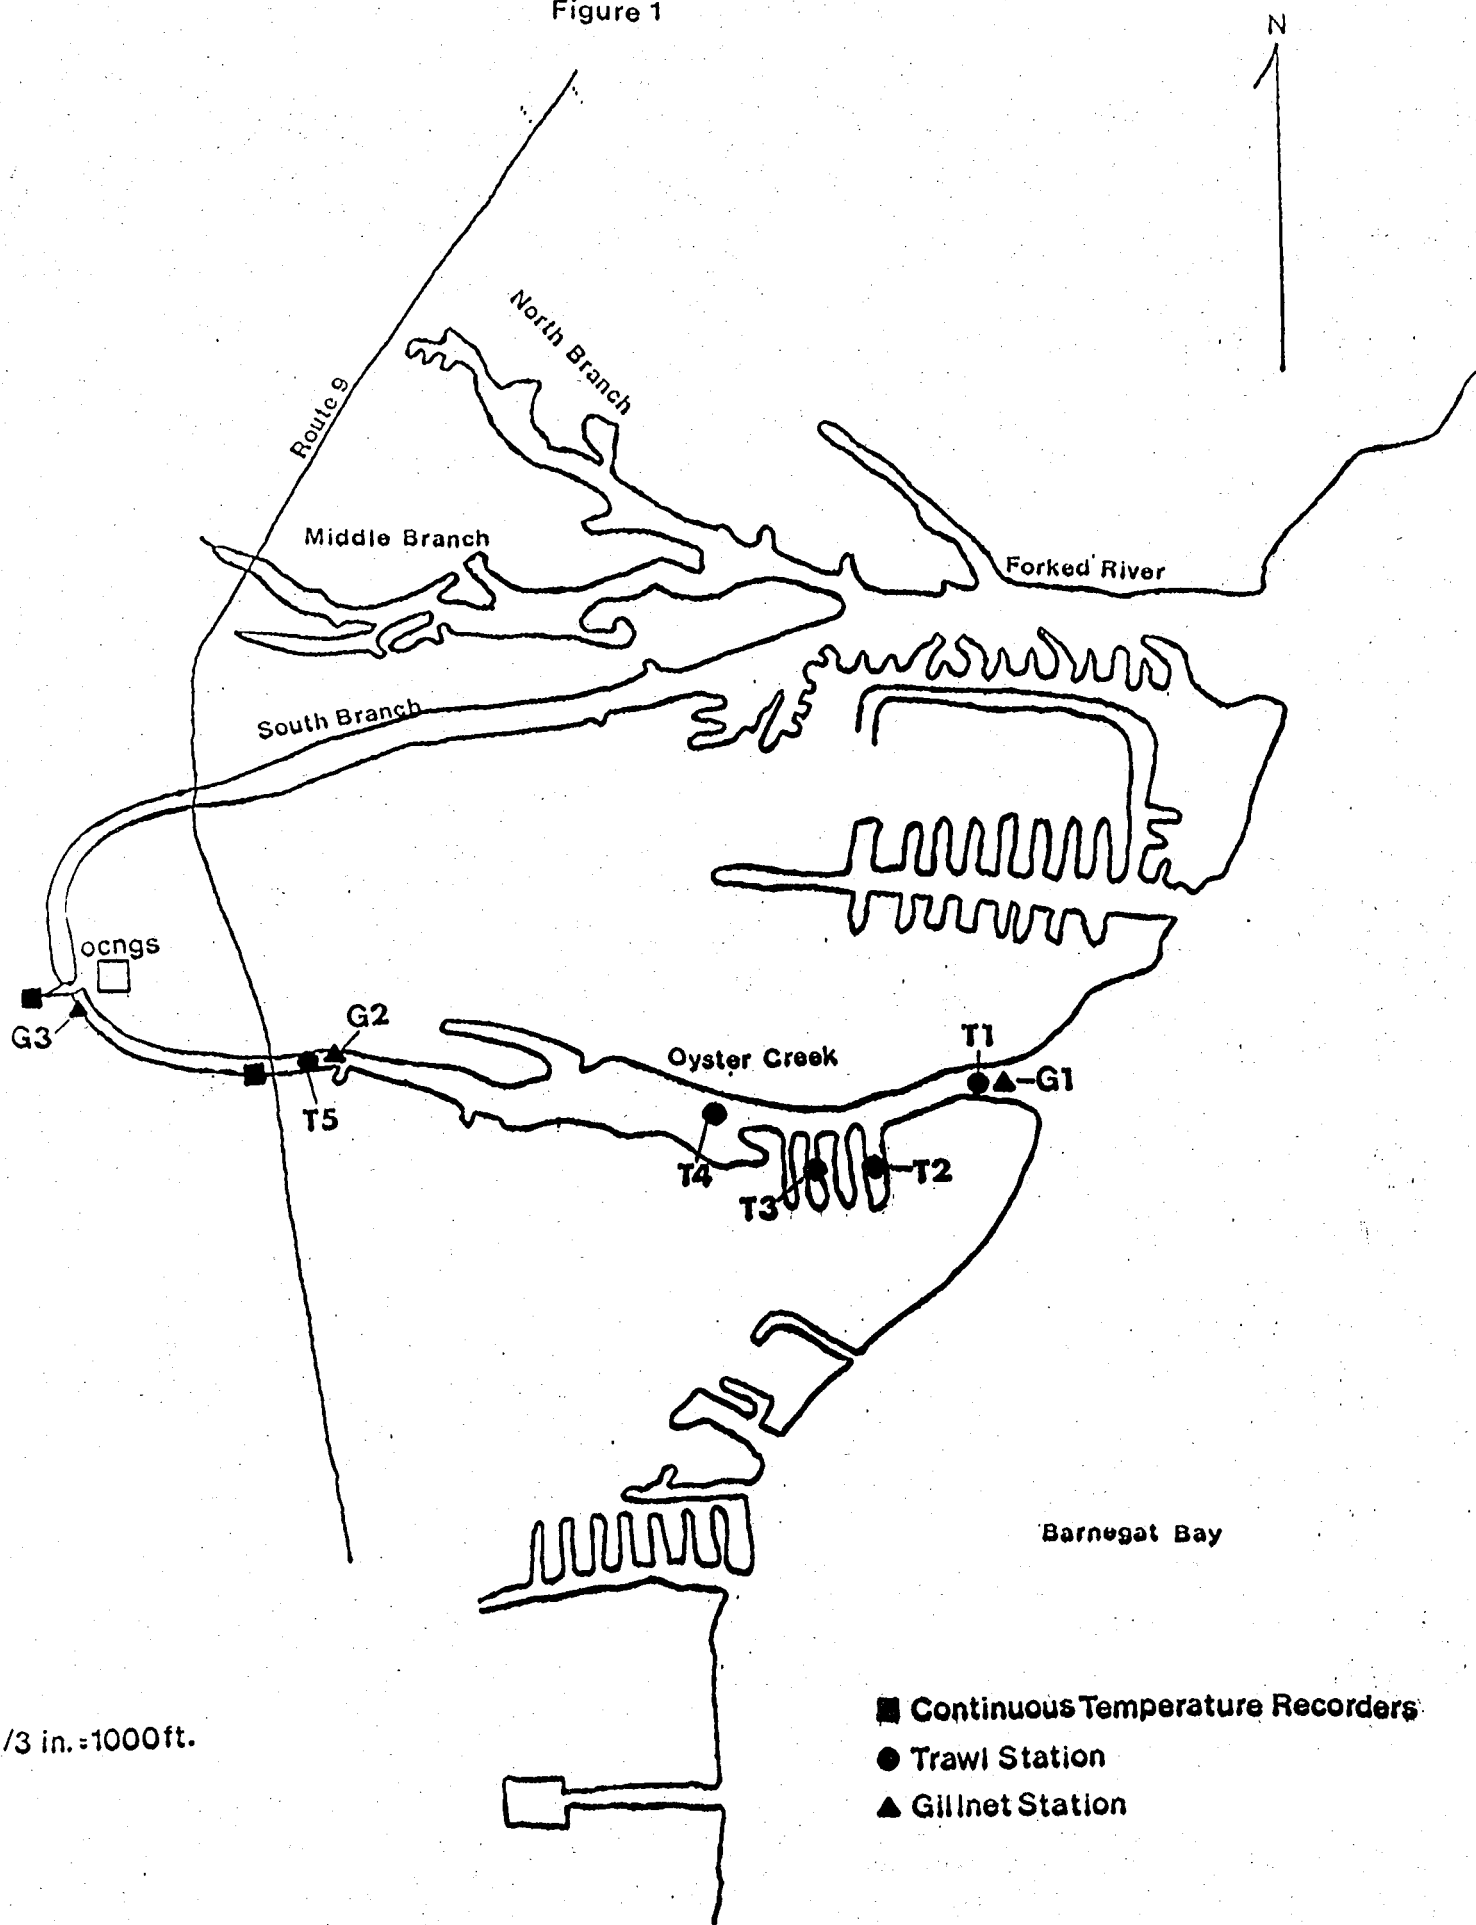 Figure 1
N
North Branch
Route 9
Middle Branch
Forked River
South Branch
ocngs
G3
G2
T5
Oyster Creek
T1
G1
T4
T3
T2
Barnegat Bay
/3 in.=1000ft.
Continuous Temperature Recorders
Trawl Station
Gillnet Station